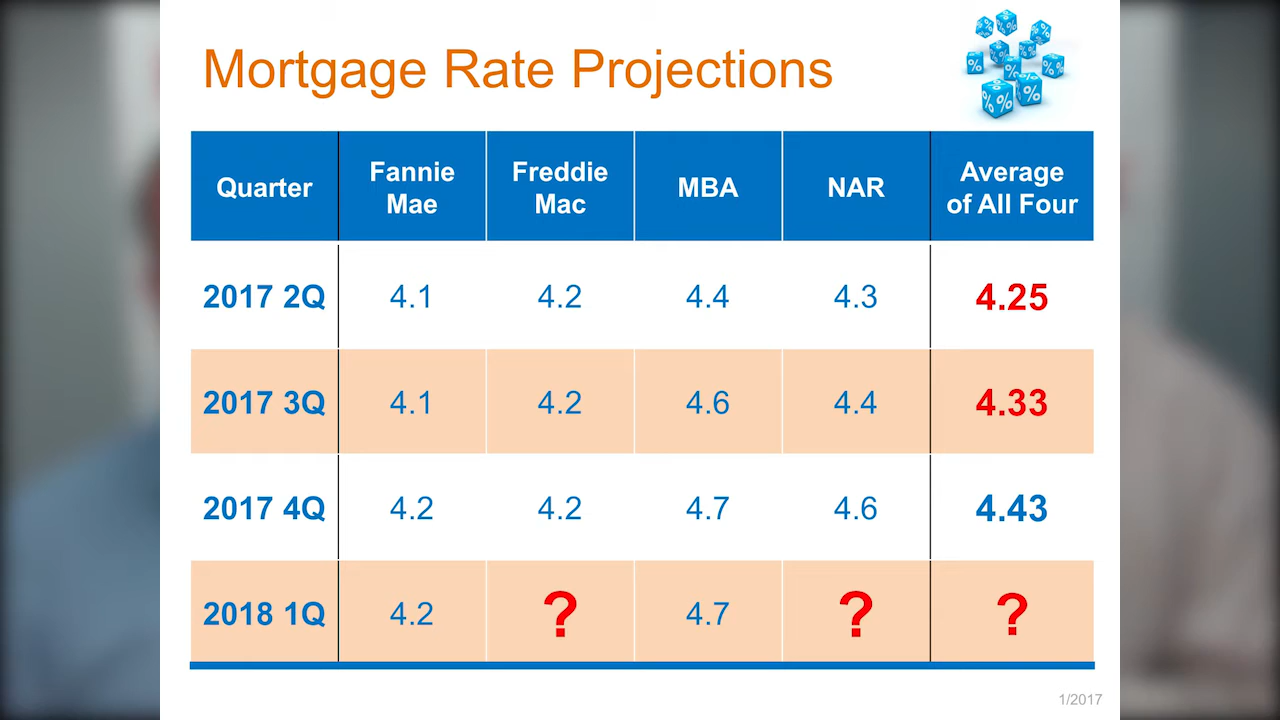 Mortgage Rate Projections
Quarter Fannie Mae Freddie Mac MBA NAR Average of All Four
2017 2Q 4.1 4.2 4.4 4.3 4.25
2017 3Q 4.1 4.2 4.6 4.4 4.33
2017 4Q 4.2 4.2 4.7 4.6 4.43
2018 1Q 4.2 ? 4.7 ? ?
1/2017